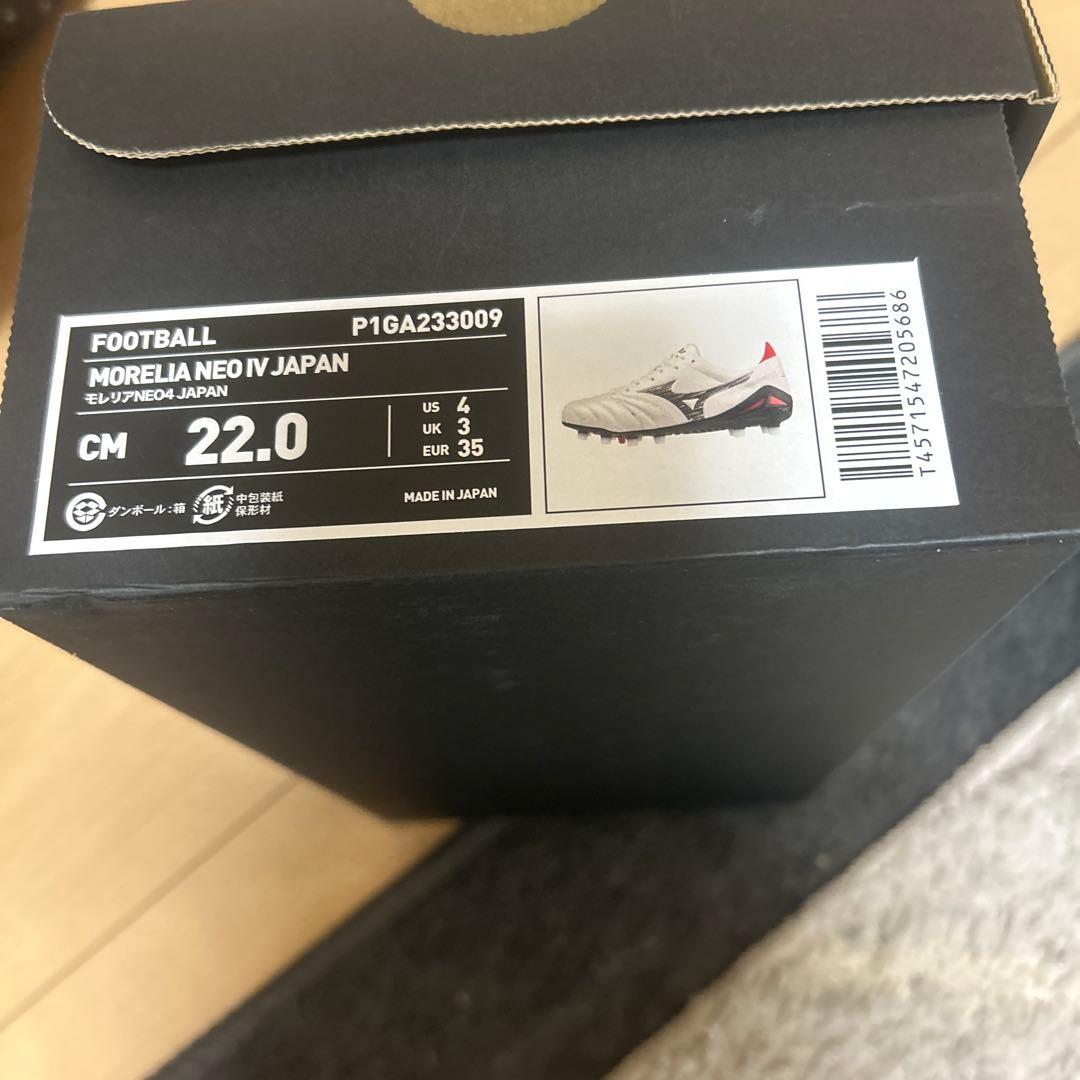 FOOTBALL P1GA233009
MORELIA NEO IV JAPAN
モレリアNEO4 JAPAN
CM 22.0
US 4
UK 3
EUR 35
ダンボール:箱
紙 中包装紙
保形材
MADE IN JAPAN
T4571547205686